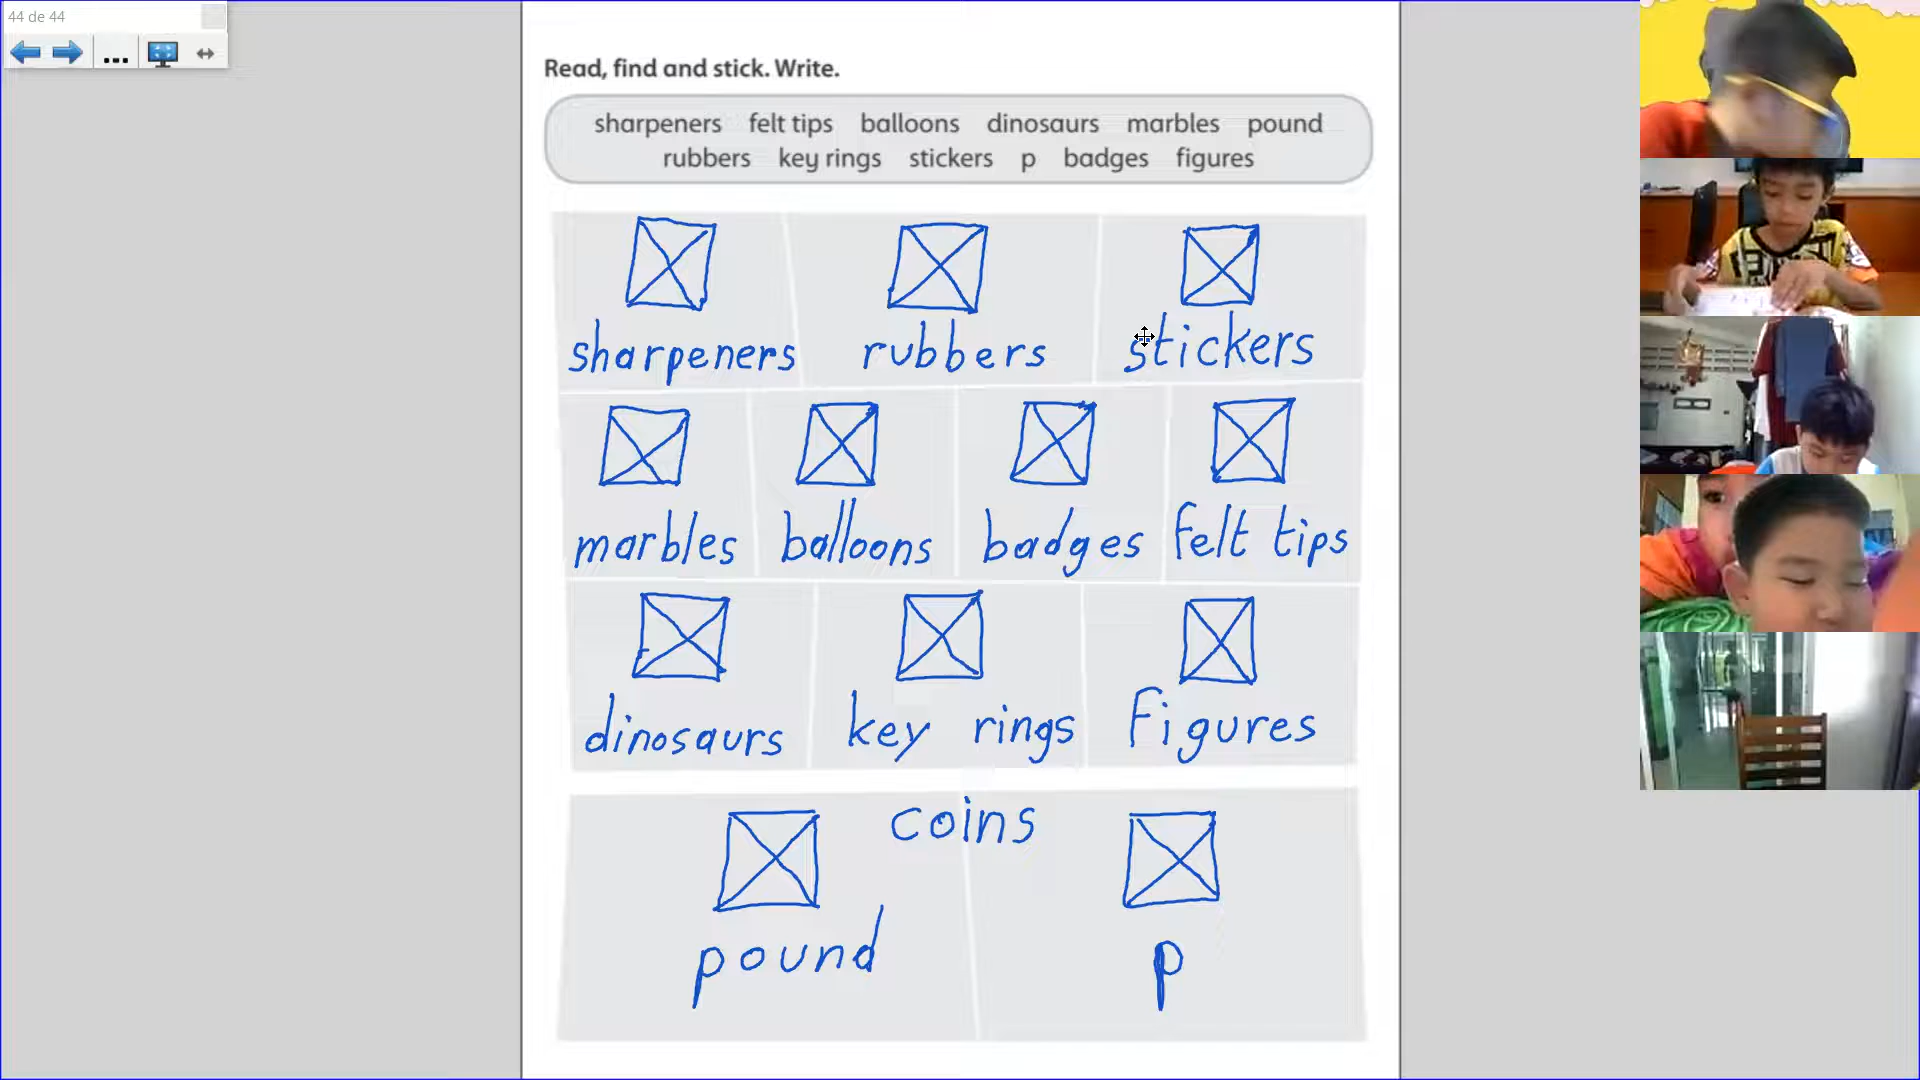 44 de 44
Read, find and stick. Write.
sharpeners felt tips balloons dinosaurs marbles pound
rubbers key rings stickers p badges figures
sharpeners rubbers stickers
marbles balloons badges felt tips
dinosaurs key rings figures
coins
pound p